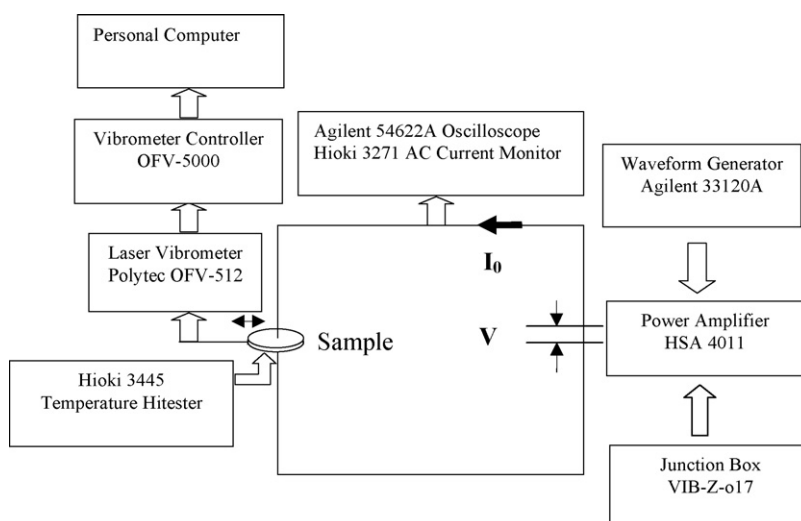 Personal Computer
Vibrometer Controller
OFV-5000
Laser Vibrometer
Polytec OFV-512
Hioki 3445
Temperature Hitester
Agilent 54622A Oscilloscope
Hioki 3271 AC Current Monitor
I₀
V
Sample
Waveform Generator
Agilent 33120A
Power Amplifier
HSA 4011
Junction Box
VIB-Z-o17